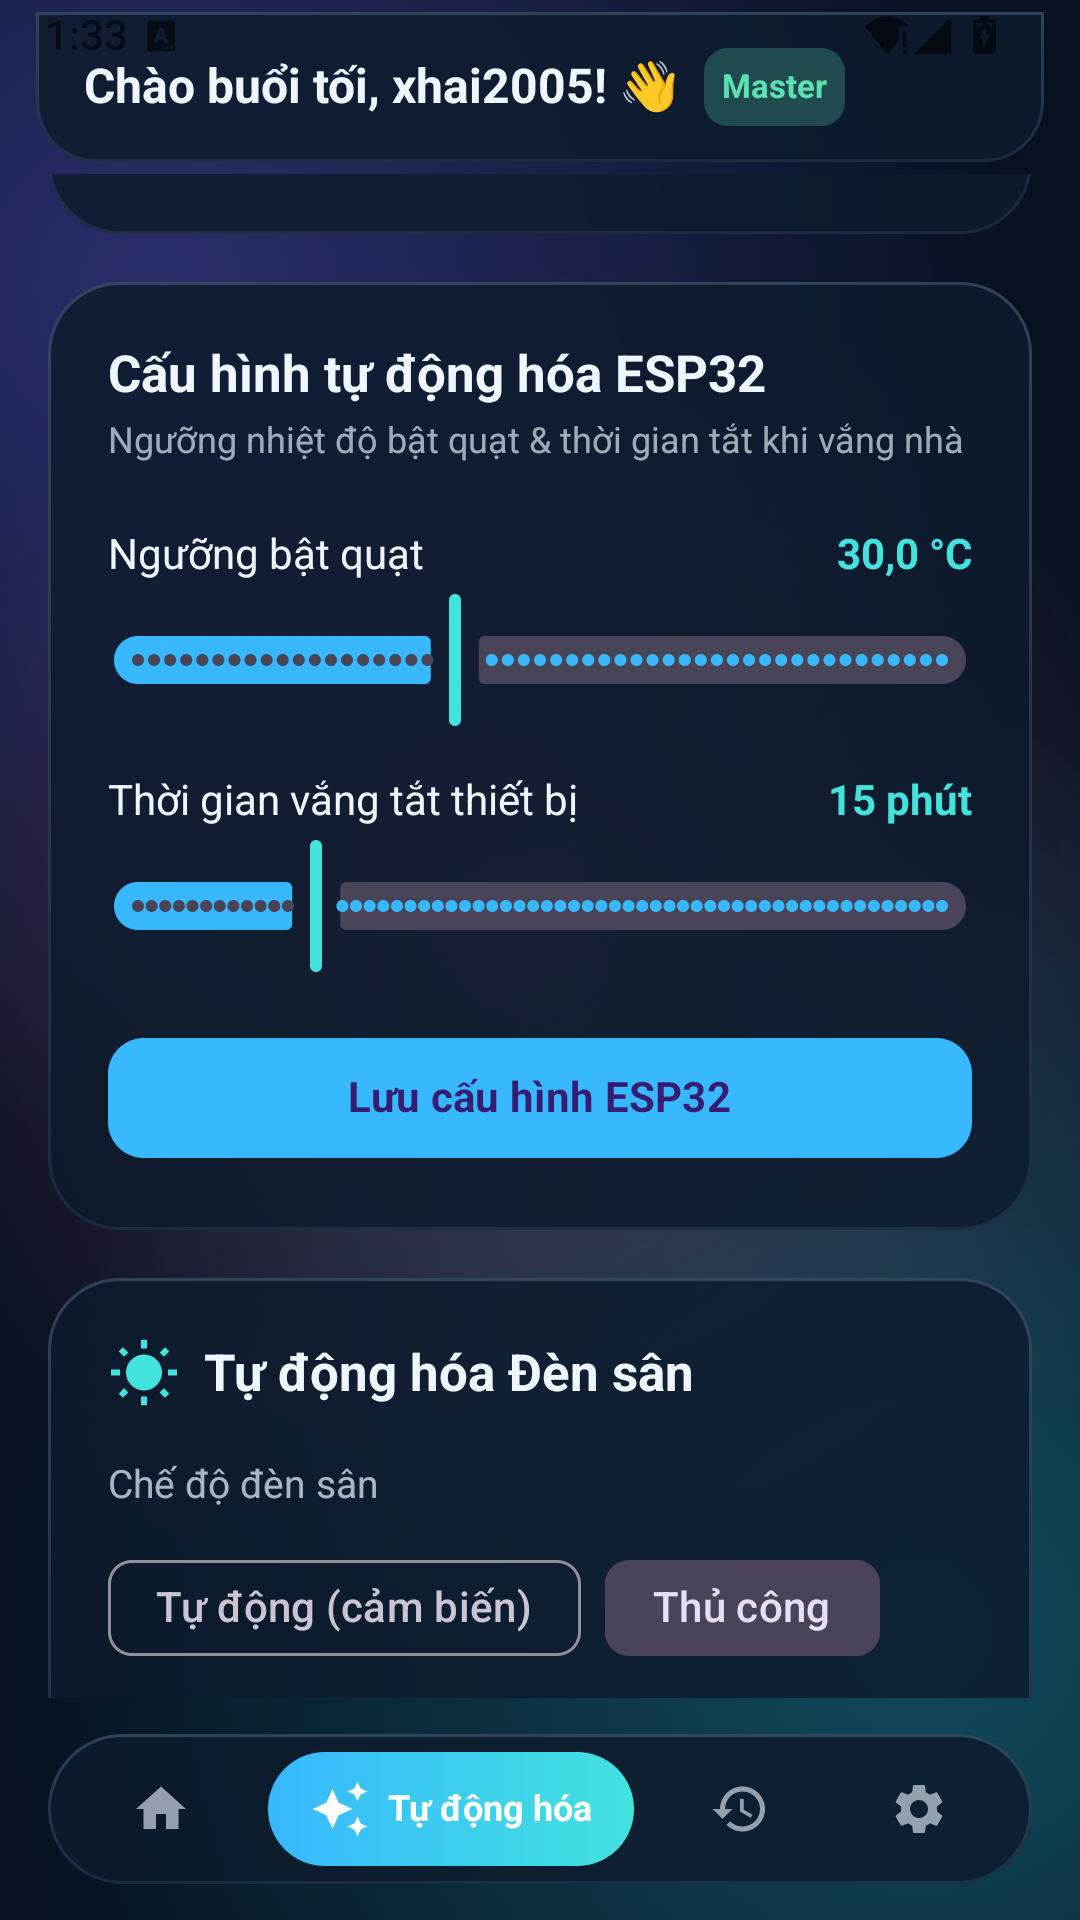 1:33
Chào buổi tối, xhai2005! 👋 Master
Cấu hình tự động hóa ESP32
Ngưỡng nhiệt độ bật quạt & thời gian tắt khi vắng nhà
Ngưỡng bật quạt 30,0 °C
Thời gian vắng tắt thiết bị 15 phút
Lưu cấu hình ESP32
Tự động hóa Đèn sân
Chế độ đèn sân
Tự động (cảm biến) Thủ công
Tự động hóa